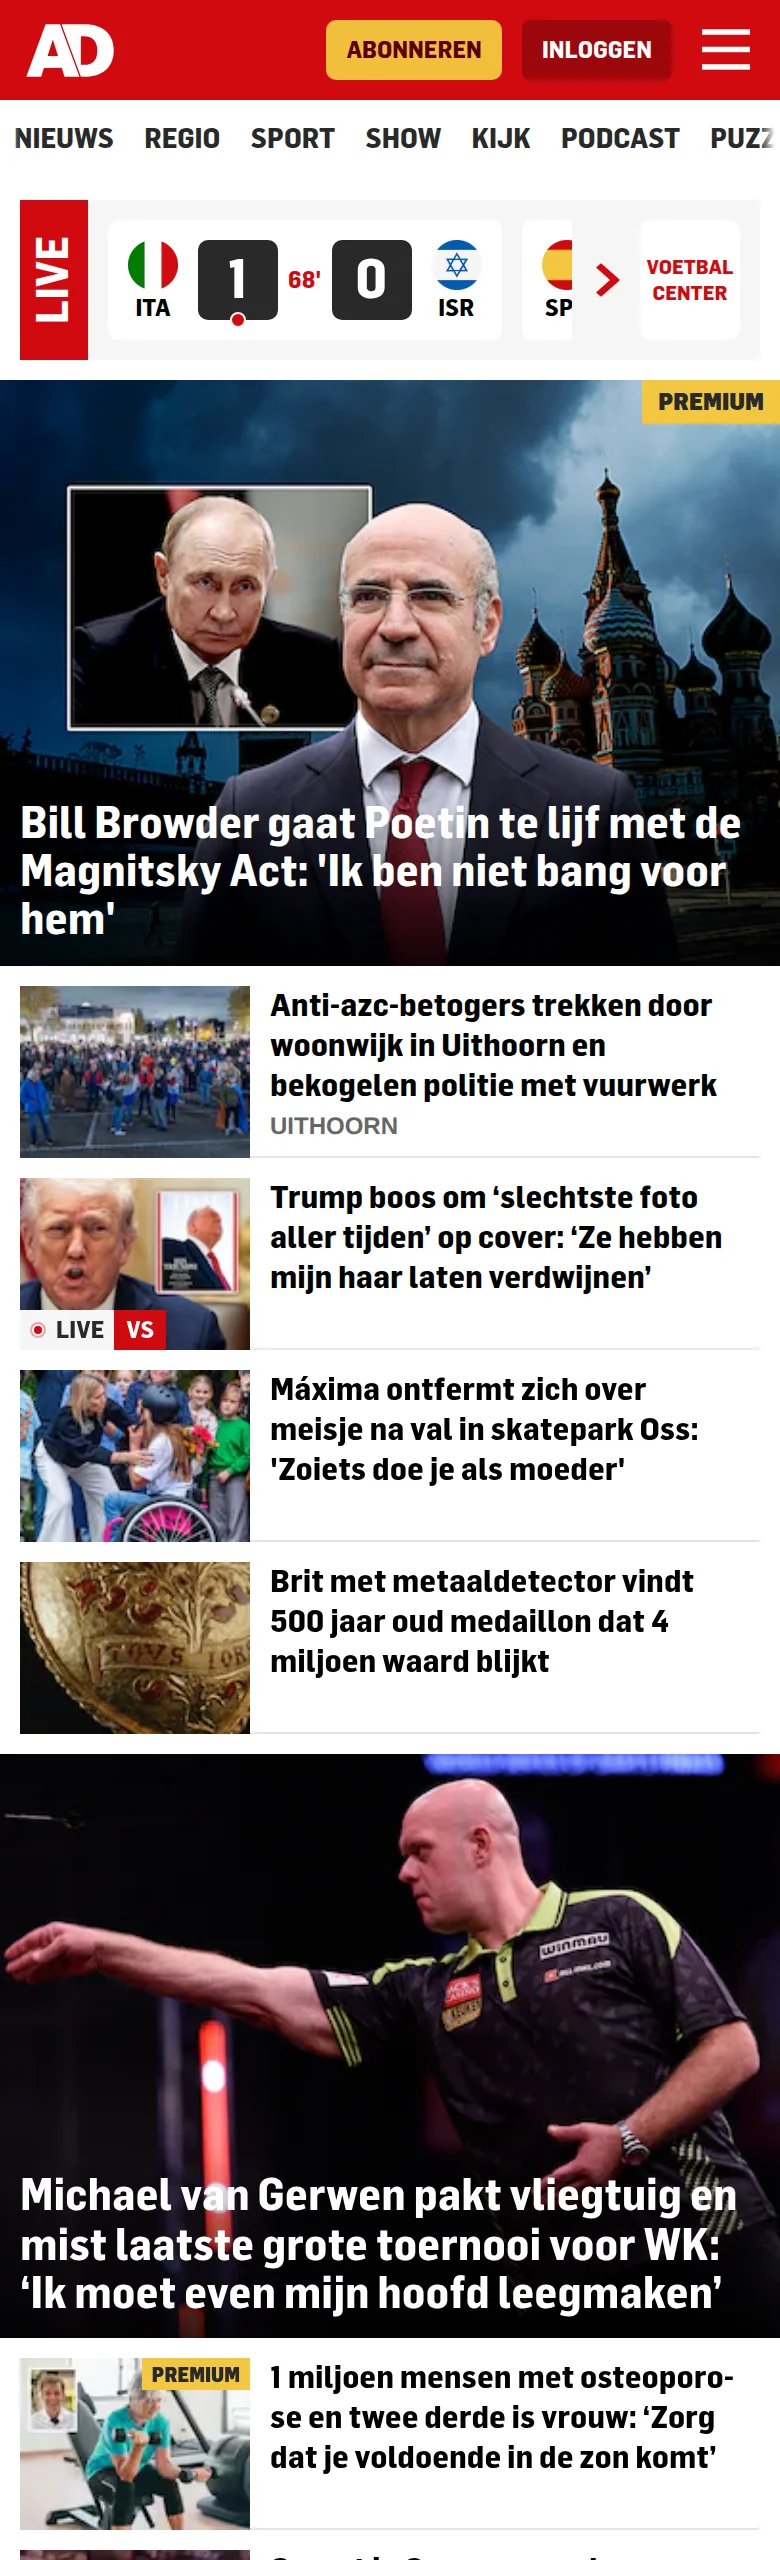 AD
ABONNEREN
INLOGGEN
NIEUWS REGIO SPORT SHOW KIJK PODCAST PUZZ
LIVE
1 68' 0
ITA
ISR
SP
VOETBAL
CENTER
PREMIUM
Bill Browder gaat Poetin te lijf met de
Magnitsky Act: 'Ik ben niet bang voor
hem'
Anti-azc-betogers trekken door
woonwijk in Uithoorn en
bekogelen politie met vuurwerk
UITHOORN
Trump boos om ‘slechtste foto
aller tijden’ op cover: ‘Ze hebben
mijn haar laten verdwijnen’
LIVE VS
Máxima ontfermt zich over
meisje na val in skatepark Oss:
'Zoiets doe je als moeder'
Brit met metaaldetector vindt
500 jaar oud medaillon dat 4
miljoen waard blijkt
WINMAU
Michael van Gerwen pakt vliegtuig en
mist laatste grote toernooi voor WK:
‘Ik moet even mijn hoofd leegmaken’
PREMIUM
1 miljoen mensen met osteoporo-
se en twee derde is vrouw: ‘Zorg
dat je voldoende in de zon komt’